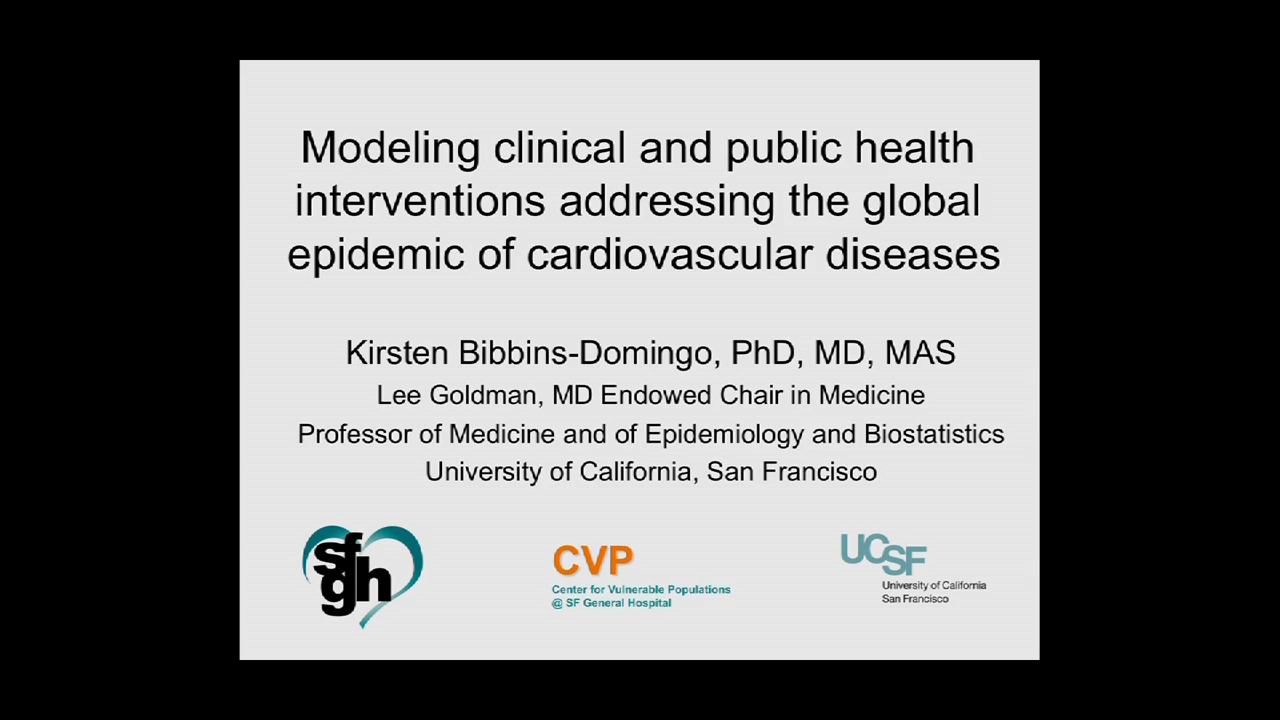 Modeling clinical and public health
interventions addressing the global
epidemic of cardiovascular diseases
Kirsten Bibbins-Domingo, PhD, MD, MAS
Lee Goldman, MD Endowed Chair in Medicine
Professor of Medicine and of Epidemiology and Biostatistics
University of California, San Francisco
sfgh
CVP
Center for Vulnerable Populations
@ SF General Hospital
UCSF
University of California
San Francisco